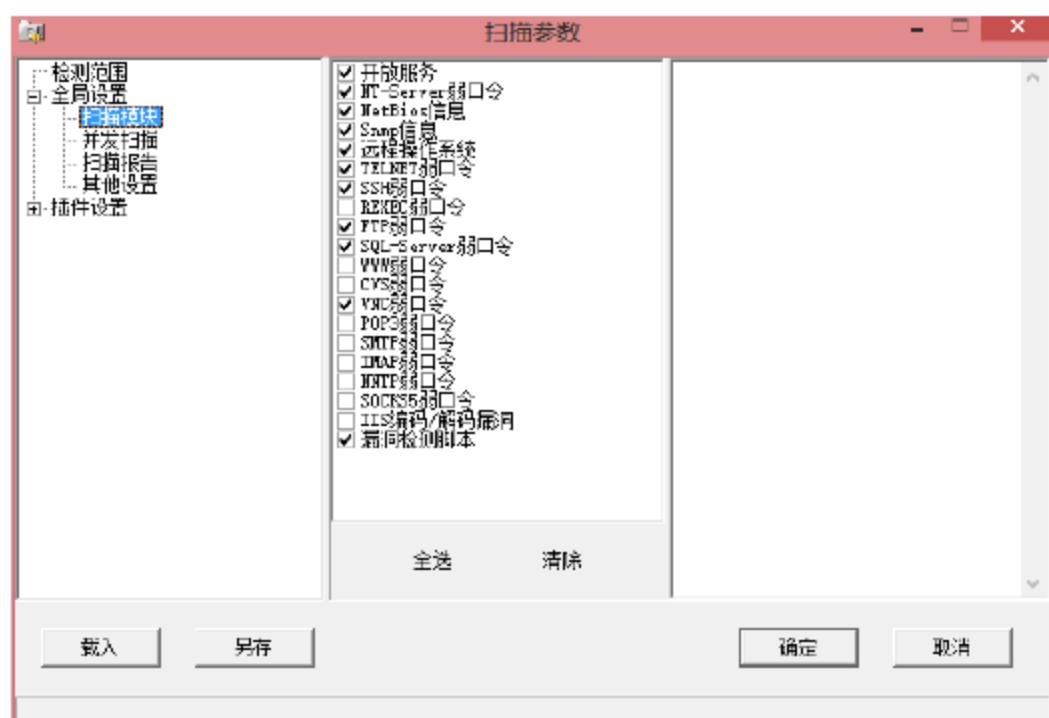 扫描参数
检测范围
全局设置
扫描模块
并发扫描
扫描报告
其他设置
插件设置
开放服务
NT-Server弱口令
NetBios信息
Snmp信息
远程操作系统
TELNET弱口令
SSH弱口令
REXEC弱口令
FTP弱口令
SQL-Server弱口令
WWW弱口令
CVS弱口令
VNC弱口令
POP3弱口令
SMTP弱口令
IMAP弱口令
NNTP弱口令
SOCKS5弱口令
IIS编码/解码漏洞
漏洞检测脚本
全选 清除
载入 另存 确定 取消